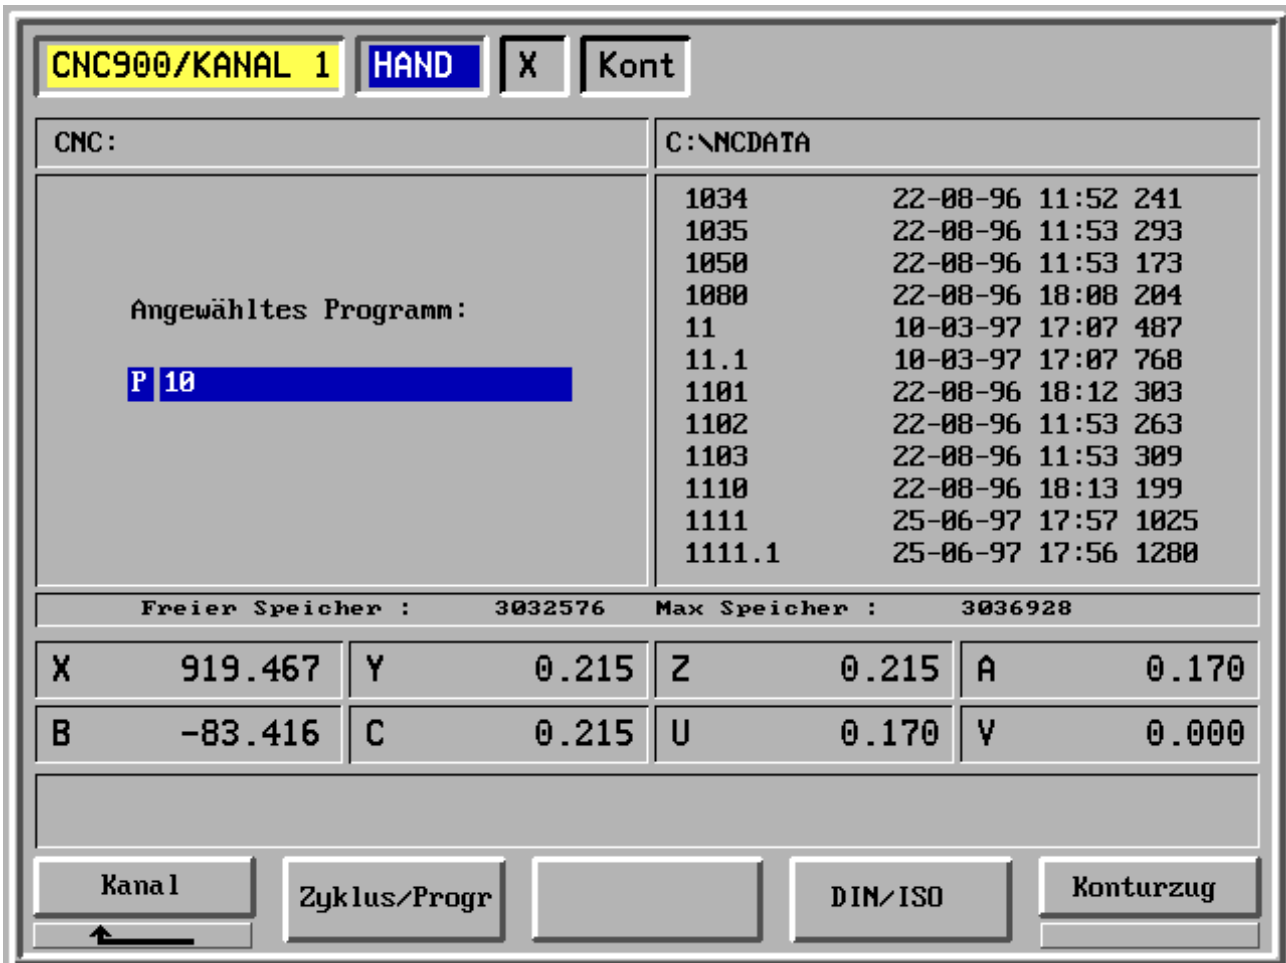 CNC900/KANAL 1 HAND X Kont
CNC: C:\NCDATA
1034 22-08-96 11:52 241
1035 22-08-96 11:53 293
1050 22-08-96 11:53 173
1080 22-08-96 18:08 204
11 10-03-97 17:07 487
11.1 10-03-97 17:07 768
1101 22-08-96 18:12 303
1102 22-08-96 11:53 263
1103 22-08-96 11:53 309
1110 22-08-96 18:13 199
1111 25-06-97 17:57 1025
1111.1 25-06-97 17:56 1280
Angewähltes Programm:
P 10
Freier Speicher : 3032576 Max Speicher : 3036928
X 919.467 Y 0.215 Z 0.215 A 0.170
B -83.416 C 0.215 U 0.170 V 0.000
Kanal Zyklus/Progr DIN/ISO Konturzug